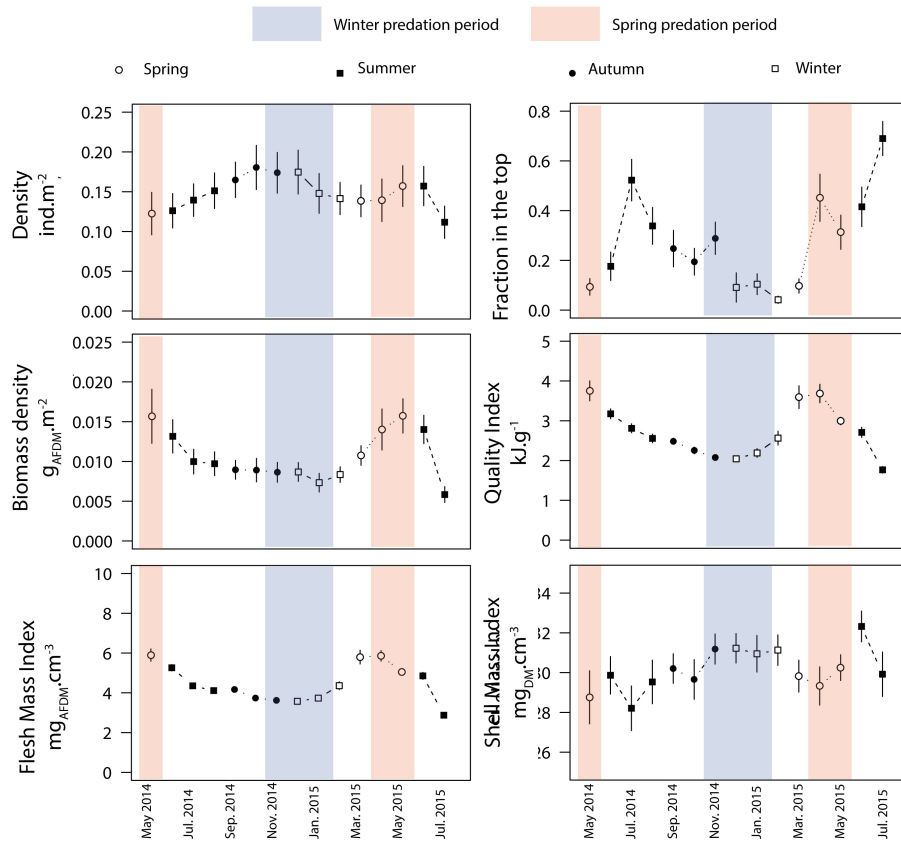 Winter predation period Spring predation period
Spring Summer Autumn Winter
Density
ind.m-2,
0.25
0.20
0.15
0.10
0.05
0.00
Fraction in the top
0.8
0.6
0.4
0.2
0.0
Biomass density
gAFDM.m-2
0.025
0.020
0.015
0.010
0.005
0.000
Quality Index
kJ.g-1
5
4
3
2
1
0
Flesh Mass Index
mgAFDM.cm-3
10
8
6
4
2
0
Shell Mass Index
mgDM.cm-3
34
32
30
28
26
May 2014
Jul. 2014
Sep. 2014
Nov. 2014
Jan. 2015
Mar. 2015
May 2015
Jul. 2015
May 2014
Jul. 2014
Sep. 2014
Nov. 2014
Jan. 2015
Mar. 2015
May 2015
Jul. 2015